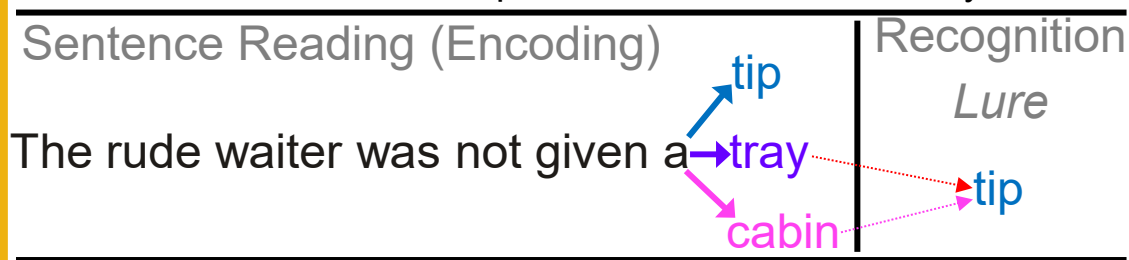 Sentence Reading (Encoding)
Recognition
Lure
tip
The rude waiter was not given a tray
cabin
tip